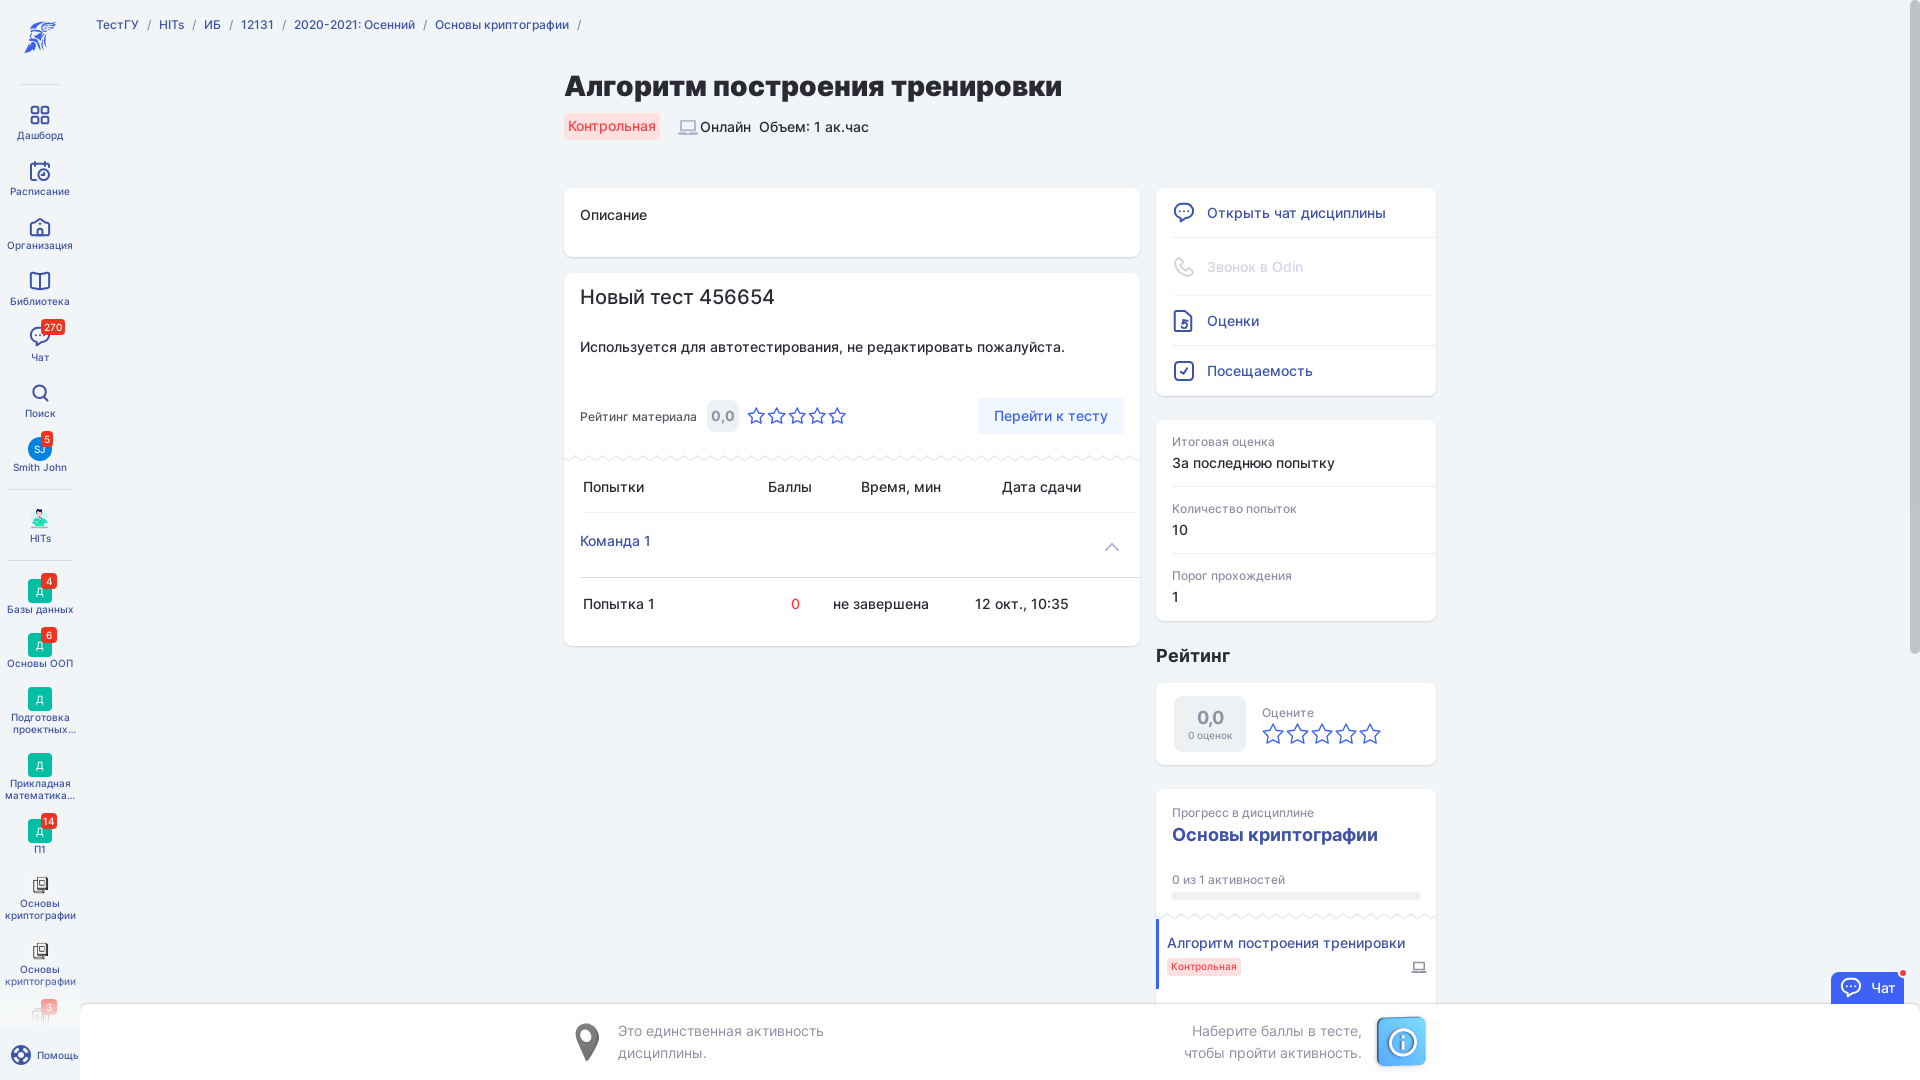 ТестГУ / HITs / ИБ / 12131 / 2020-2021: Осенний / Основы криптографии /
Дашборд
Расписание
Организация
Библиотека
270
Чат
Поиск
5
SJ
Smith John
HITs
4
Д
Базы данных
6
Д
Основы ООП
Д
Подготовка
проектных...
Д
Прикладная
математика...
14
Д
П1
Основы
криптографии
Основы
криптографии
3
Помощь
Алгоритм построения тренировки
Контрольная Онлайн Объем: 1 ак.час
Описание
Новый тест 456654
Используется для автотестирования, не редактировать пожалуйста.
Рейтинг материала 0,0 Перейти к тесту
Попытки Баллы Время, мин Дата сдачи
Команда 1
Попытка 1 0 не завершена 12 окт., 10:35
Открыть чат дисциплины
Звонок в Odin
Оценки
Посещаемость
Итоговая оценка
За последнюю попытку
Количество попыток
10
Порог прохождения
1
Рейтинг
0,0
0 оценок
Оцените
Прогресс в дисциплине
Основы криптографии
0 из 1 активностей
Алгоритм построения тренировки
Контрольная
Чат
Это единственная активность
дисциплины.
Наберите баллы в тесте,
чтобы пройти активность.